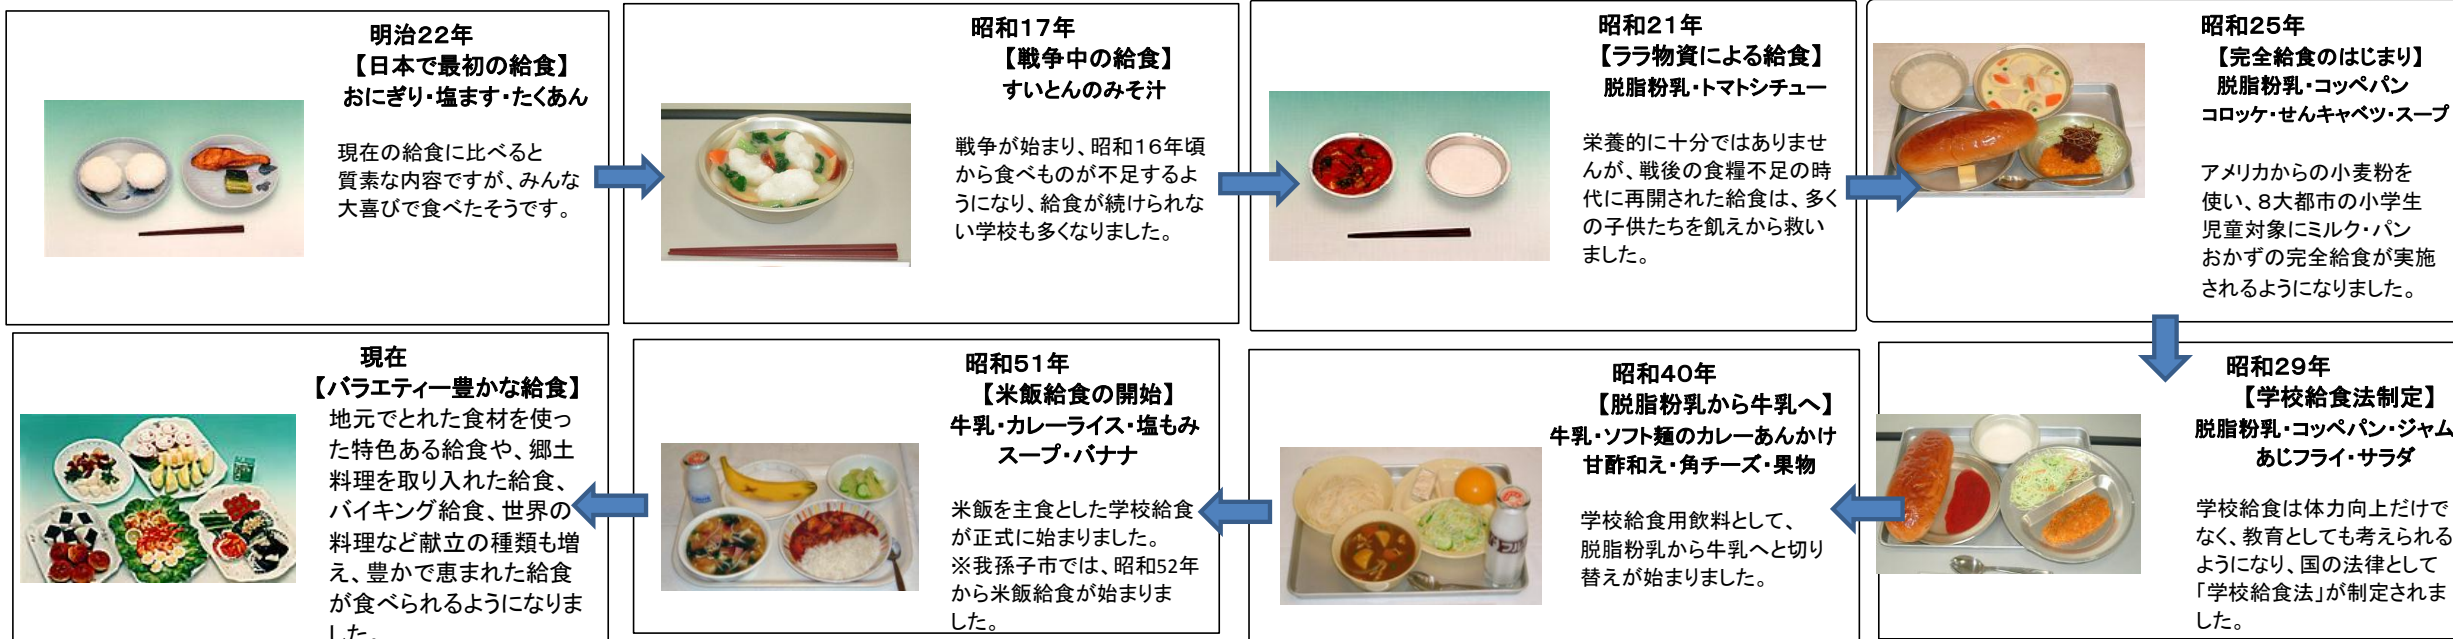 明治22年
【日本で最初の給食】
おにぎり・塩ます・たくあん
現在の給食に比べると
質素な内容ですが、みんな
大喜びで食べたそうです。
昭和17年
【戦争中の給食】
すいとんのみそ汁
戦争が始まり、昭和16年頃
から食べものが不足するよ
うになり、給食が続けられな
い学校も多くなりました。
昭和21年
【ララ物資による給食】
脱脂粉乳・トマトシチュー
栄養的に十分ではありませ
んが、戦後の食糧不足の時
代に再開された給食は、多く
の子供たちを飢えから救い
ました。
昭和25年
【完全給食のはじまり】
脱脂粉乳・コッペパン
コロッケ・せんキャベツ・スープ
アメリカからの小麦粉を
使い、8大都市の小学生
児童対象にミルク・パン
おかずの完全給食が実施
されるようになりました。
昭和29年
【学校給食法制定】
脱脂粉乳・コッペパン・ジャム
あじフライ・サラダ
学校給食は体力向上だけで
なく、教育としても考えられる
ようになり、国の法律として
「学校給食法」が制定されま
した。
昭和40年
【脱脂粉乳から牛乳へ】
牛乳・ソフト麺のカレーあんかけ
甘酢和え・角チーズ・果物
学校給食用飲料として、
脱脂粉乳から牛乳へと切り
替えが始まりました。
昭和51年
【米飯給食の開始】
牛乳・カレーライス・塩もみ
スープ・バナナ
米飯を主食とした学校給食
が正式に始まりました。
※我孫子市では、昭和52年
から米飯給食が始まりま
した。
現在
【バラエティー豊かな給食】
地元でとれた食材を使っ
た特色ある給食や、郷土
料理を取り入れた給食、
バイキング給食、世界の
料理など献立の種類も増
え、豊かで恵まれた給食
が食べられるようになりま
した。